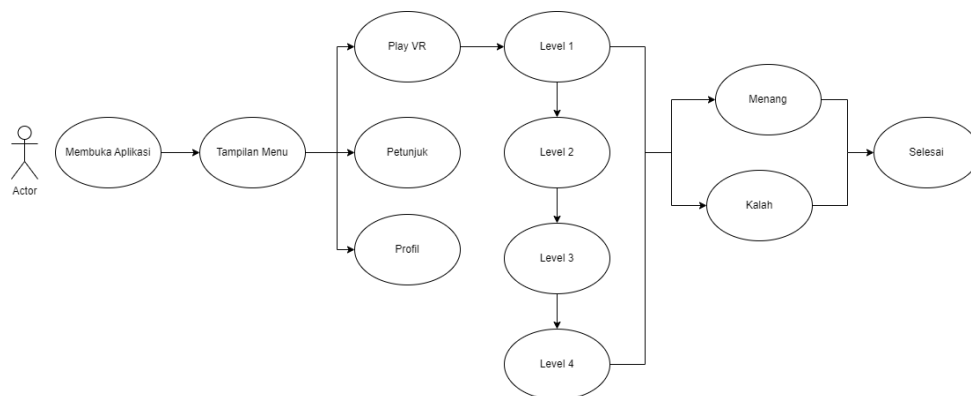 Actor
Membuka Aplikasi
Tampilan Menu
Play VR
Petunjuk
Profil
Level 1
Level 2
Level 3
Level 4
Menang
Kalah
Selesai